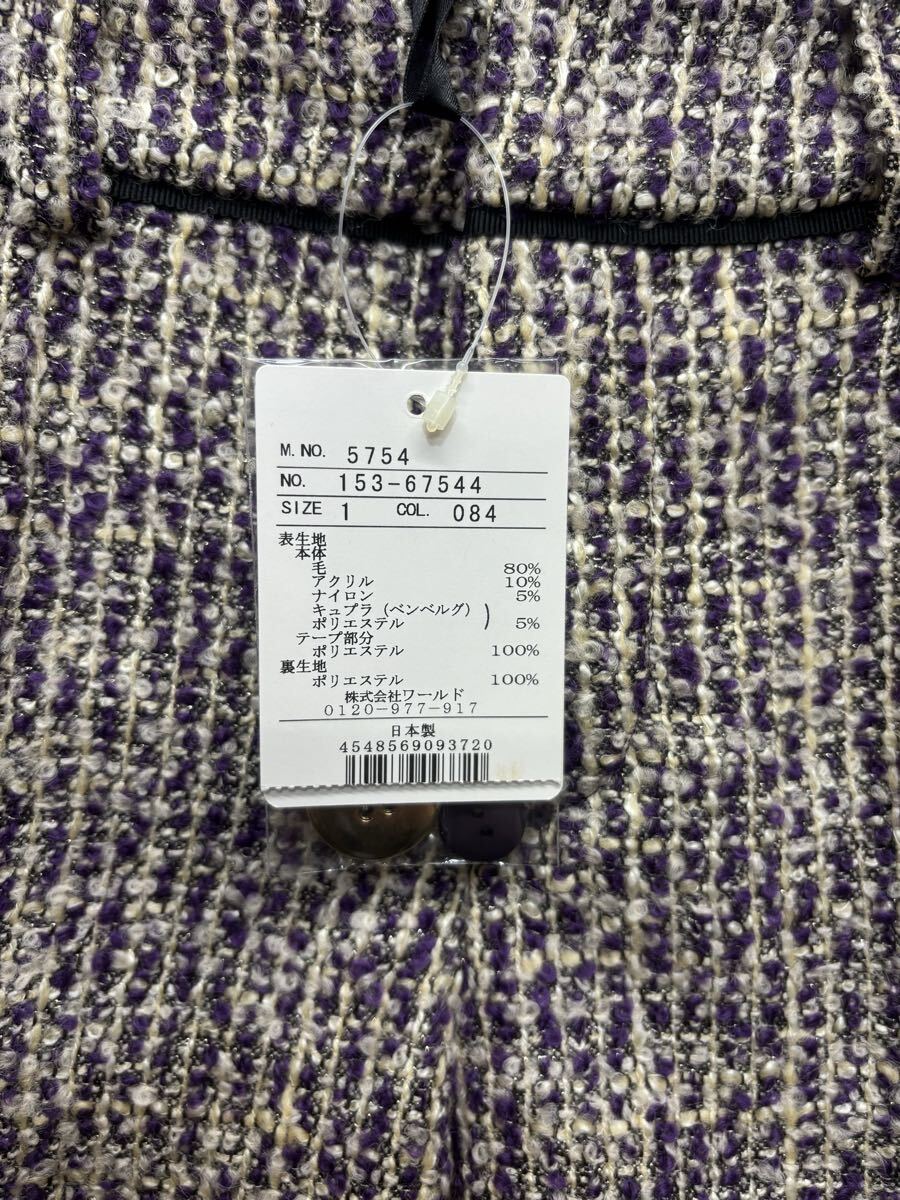 M.NO. 5754
NO. 153-67544
SIZE 1 COL. 084
表生地
本体
毛 80%
アクリル 10%
ナイロン 5%
キュプラ (ベンベルグ)
ポリエステル ) 5%
テープ部分
ポリエステル 100%
裏生地
ポリエステル 100%
株式会社ワールド
0120-977-917
日本製
4548569093720